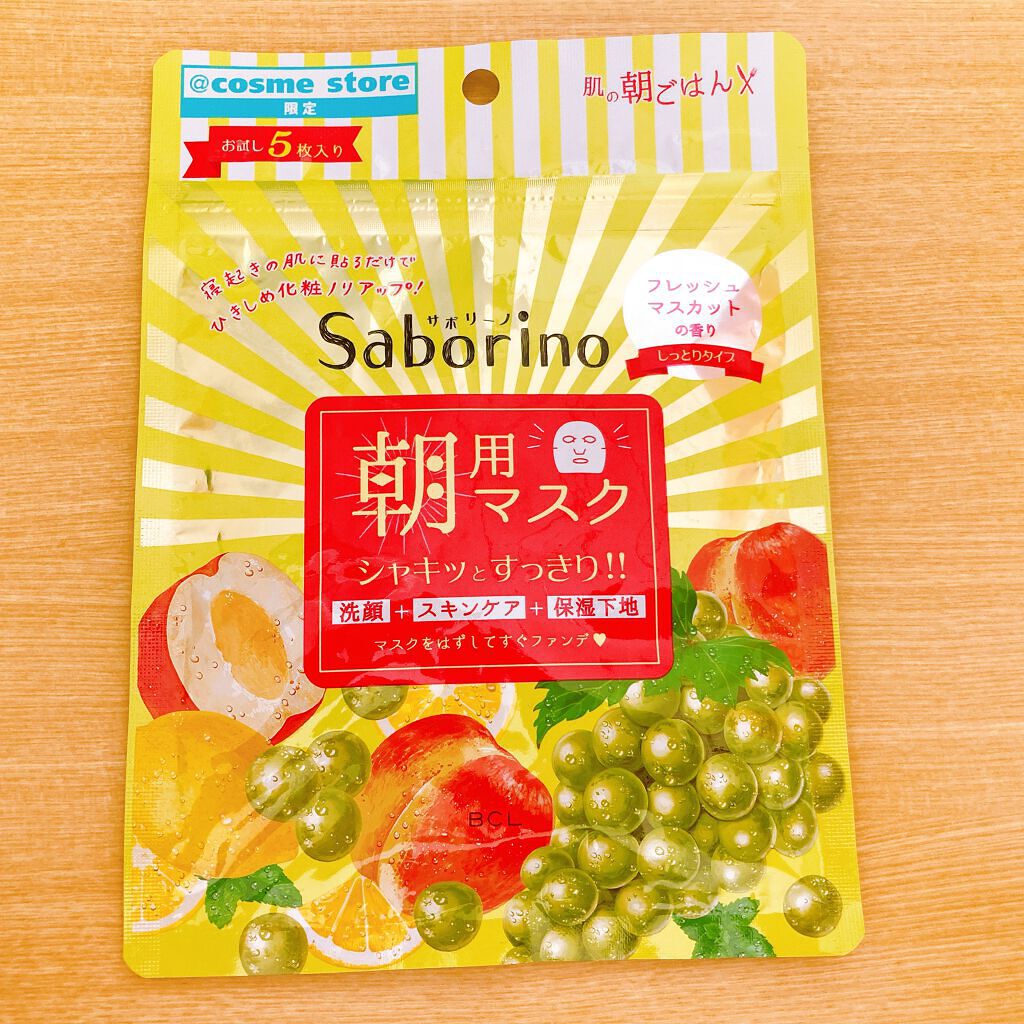 @cosme store
限定
お試し5枚入り
肌の朝ごはん
寝起きの肌に貼るだけで
ひきしめ化粧ノリアップ!
サボリーノ
Saborino
フレッシュ
マスカット
の香り
しっとりタイプ
朝用
マスク
シャキッとすっきり!!
洗顔+スキンケア+保湿下地
マスクをはずしてすぐファンデ♥
BCL